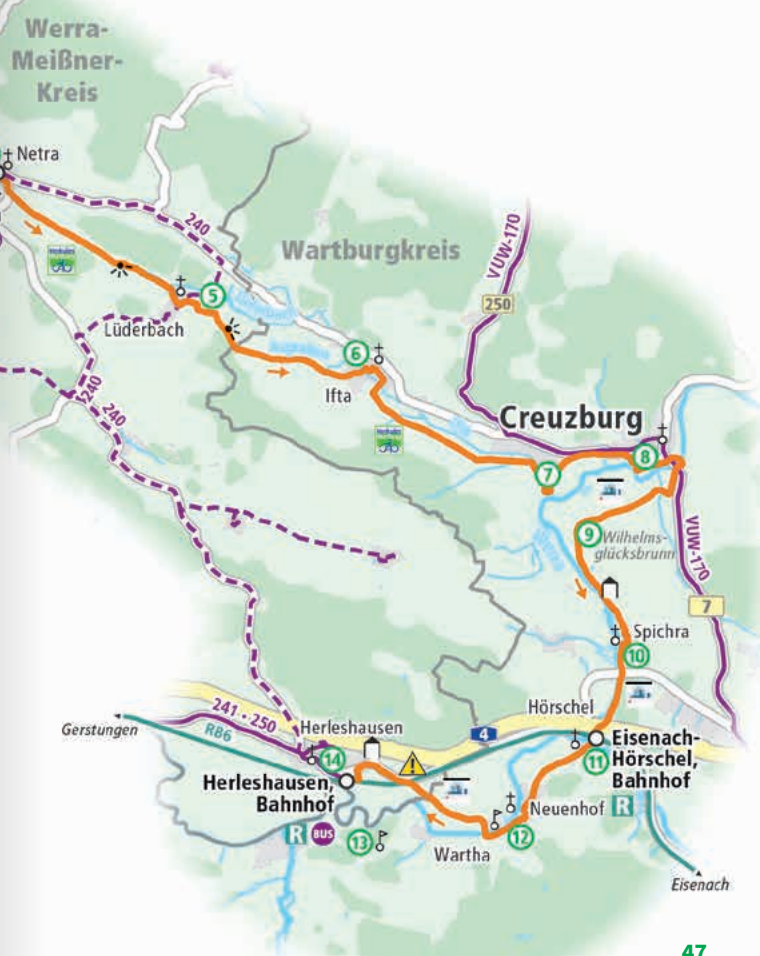 Werra-
Meißner-
Kreis
Netra
240
Wartburgkreis
VUW-170
250
5
Lüderbach
6
Ifta
240
240
Creuzburg
8
7
9
Wilhelms-
glücksbrunn
VUW-170
7
Spichra
10
Hörschel
241 • 250
Gerstungen
RB6
Herleshausen
4
Eisenach-
Hörschel,
Bahnhof
14
11
Herleshausen,
Bahnhof
Neuenhof
R
R
BUS
13
12
Wartha
Eisenach
47